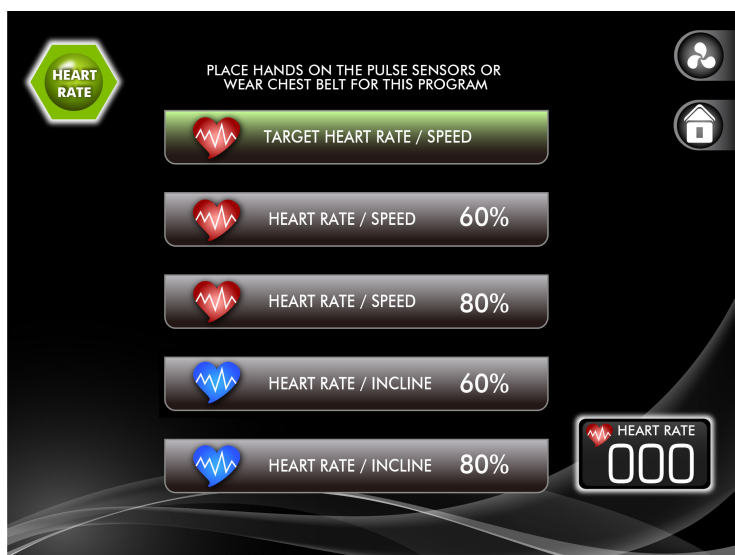 HEART
RATE
PLACE HANDS ON THE PULSE SENSORS OR
WEAR CHEST BELT FOR THIS PROGRAM
TARGET HEART RATE / SPEED
HEART RATE / SPEED 60%
HEART RATE / SPEED 80%
HEART RATE / INCLINE 60%
HEART RATE / INCLINE 80%
HEART RATE
000